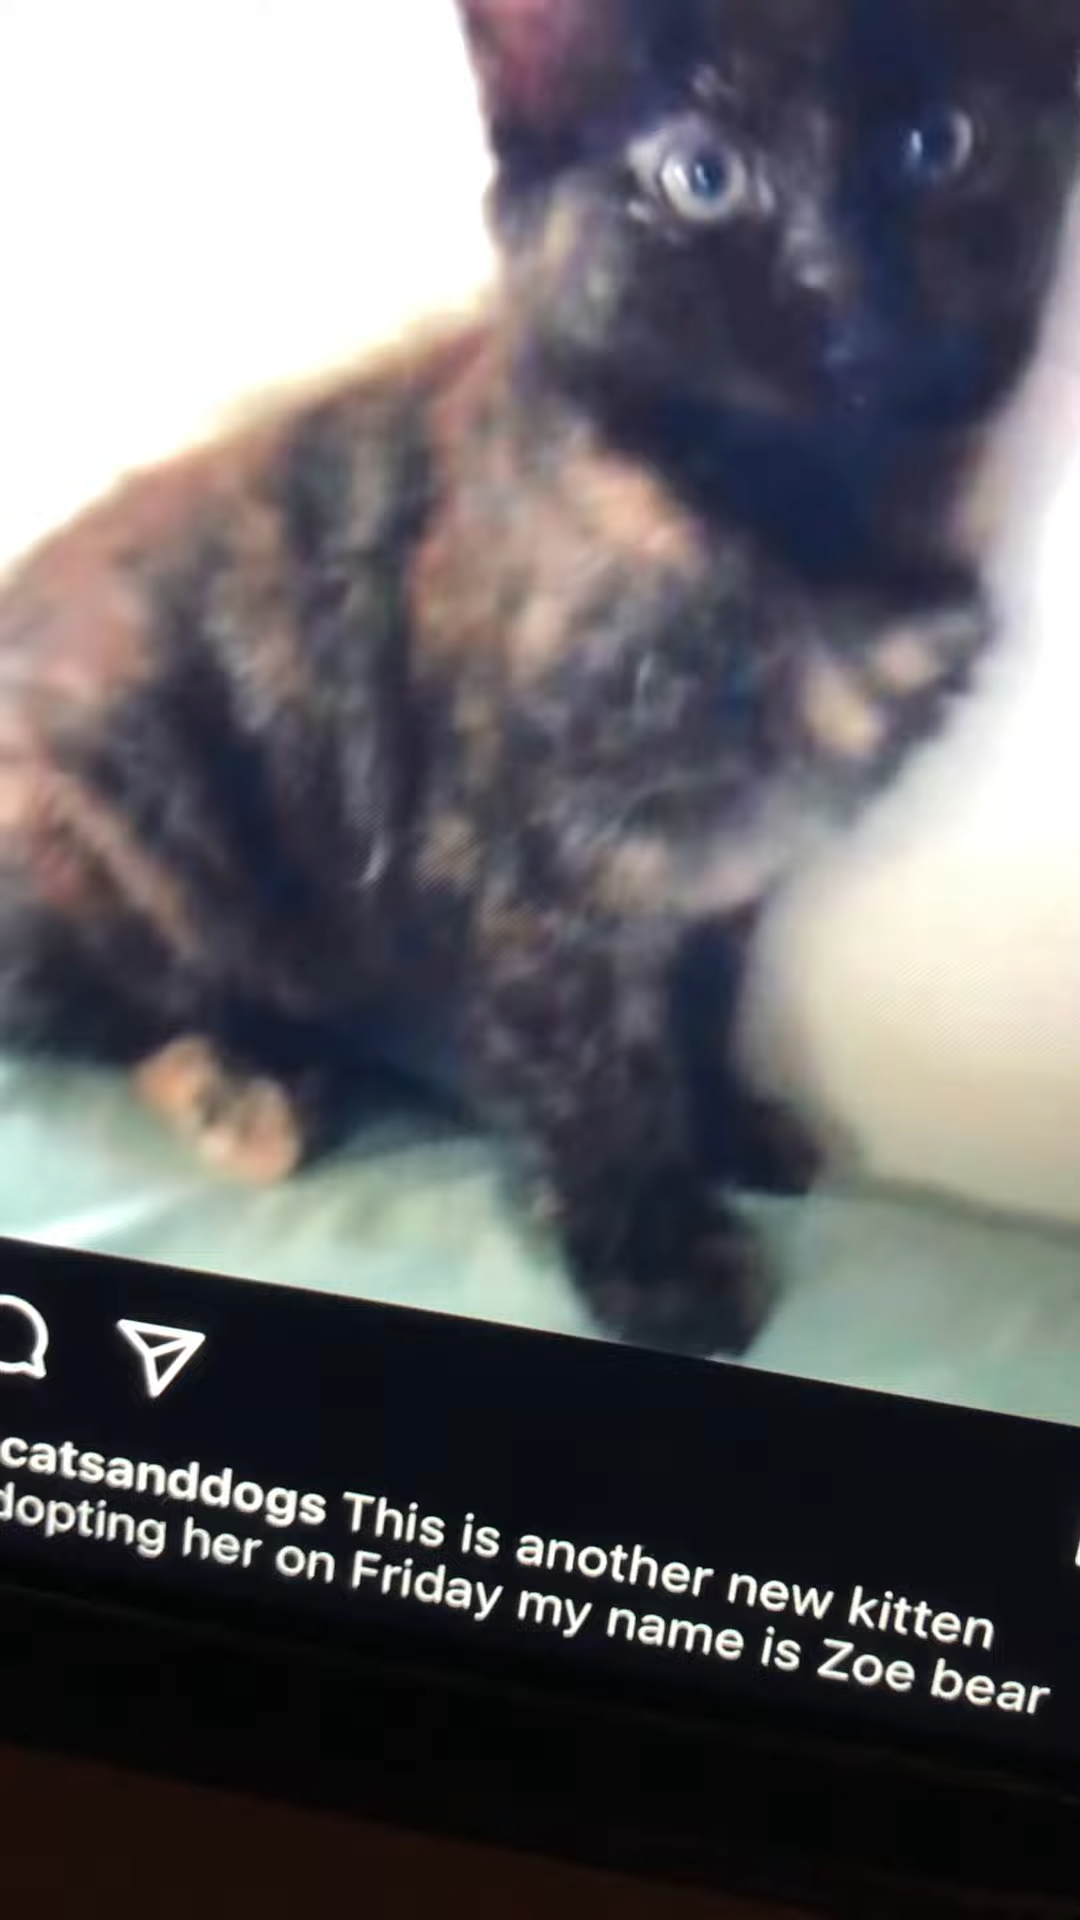 catsanddogs This is another new kitten
dopting her on Friday my name is Zoe bear